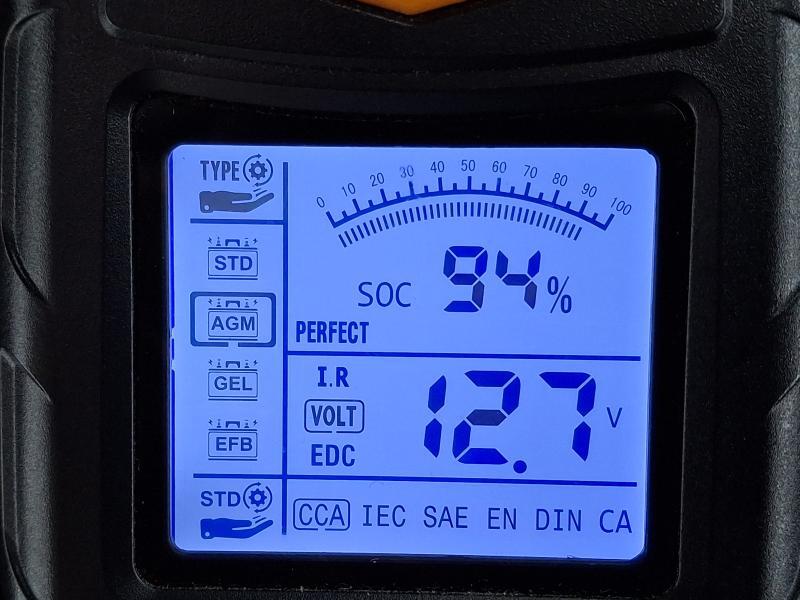 TYPE
0 10 20 30 40 50 60 70 80 90 100
STD
SOC 94%
AGM
PERFECT
GEL
I.R
VOLT 12.7 V
EFB
EDC
STD
CCA IEC SAE EN DIN CA